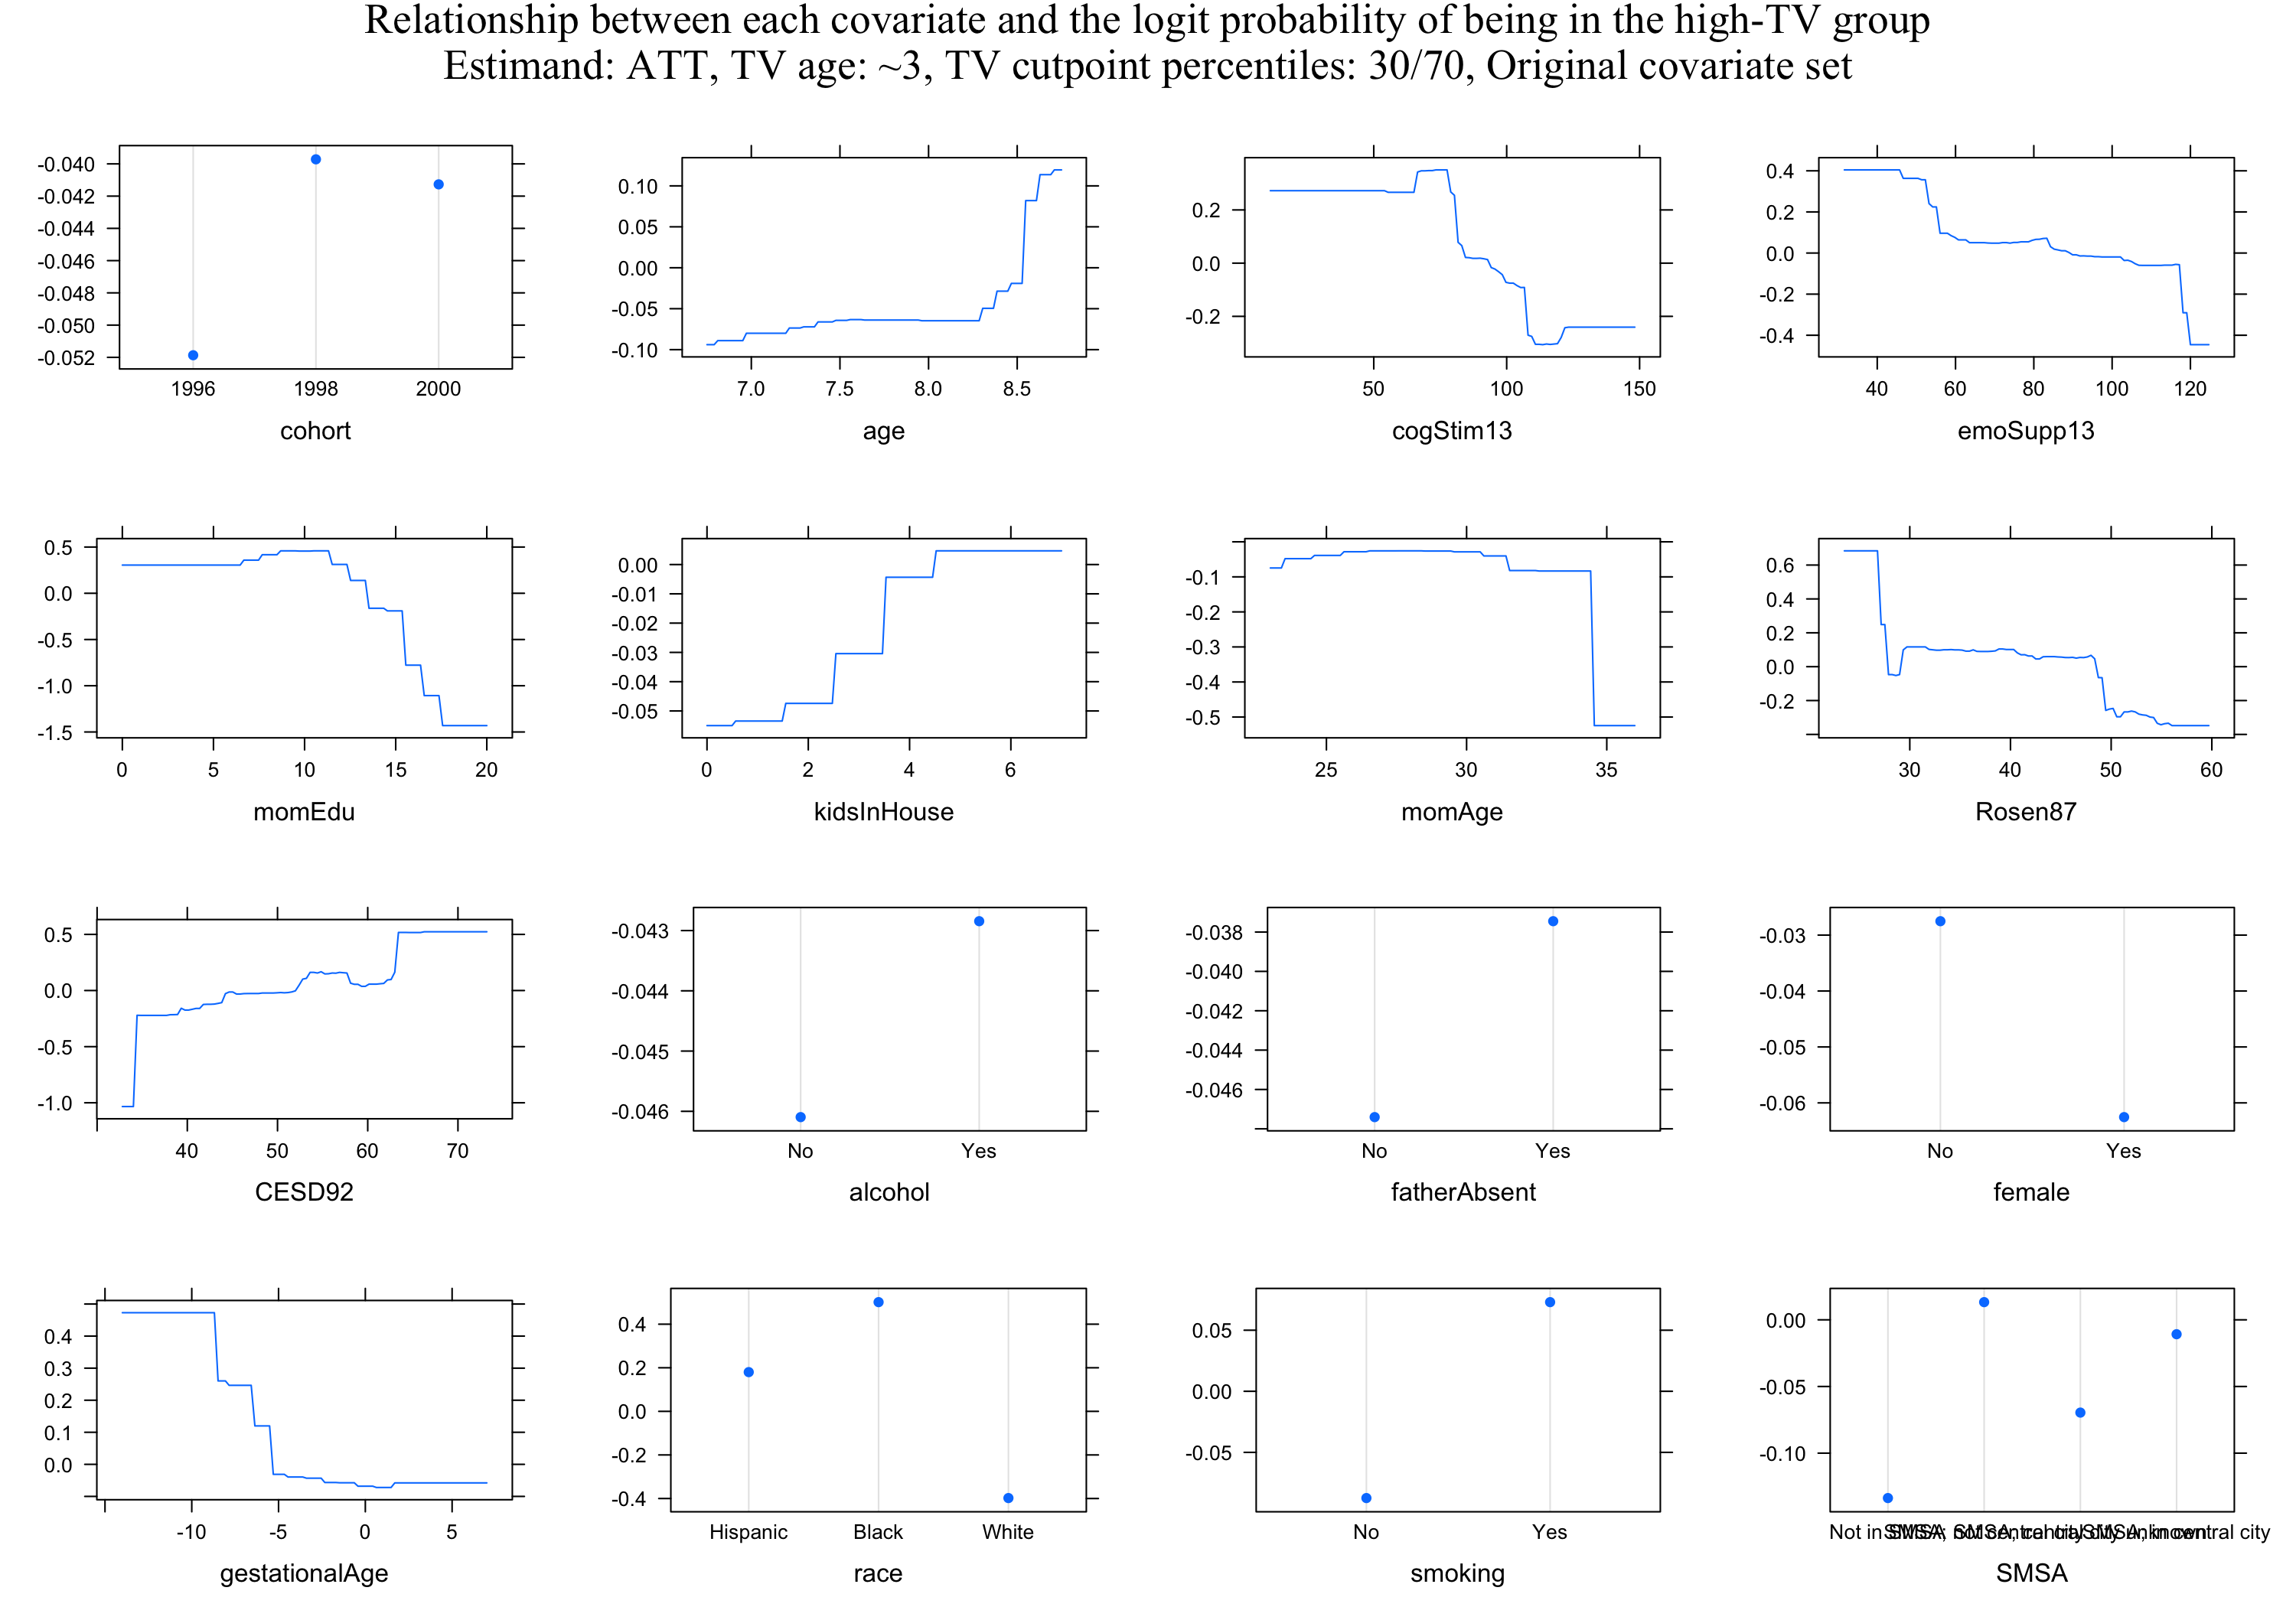 Relationship between each covariate and the logit probability of being in the high-TV group
Estimand: ATT, TV age: ~3, TV cutpoint percentiles: 30/70, Original covariate set
-0.040
-0.042
-0.044
-0.046
-0.048
-0.050
-0.052
1996 1998 2000
cohort
0.10
0.05
0.00
-0.05
-0.10
7.0 7.5 8.0 8.5
age
0.2
0.0
-0.2
50 100 150
cogStim13
0.4
0.2
0.0
-0.2
-0.4
40 60 80 100 120
emoSupp13
0.5
0.0
-0.5
-1.0
-1.5
0 5 10 15 20
momEdu
0.00
-0.01
-0.02
-0.03
-0.04
-0.05
0 2 4 6
kidsInHouse
-0.1
-0.2
-0.3
-0.4
-0.5
25 30 35
momAge
0.6
0.4
0.2
0.0
-0.2
30 40 50 60
Rosen87
0.5
0.0
-0.5
-1.0
40 50 60 70
CESD92
-0.043
-0.044
-0.045
-0.046
No Yes
alcohol
-0.038
-0.040
-0.042
-0.044
-0.046
No Yes
fatherAbsent
-0.03
-0.04
-0.05
-0.06
No Yes
female
0.4
0.3
0.2
0.1
0.0
-10 -5 0 5
gestationalAge
0.4
0.2
0.0
-0.2
-0.4
Hispanic Black White
race
0.05
0.00
-0.05
No Yes
smoking
0.00
-0.05
-0.10
Not in central city
SMSA